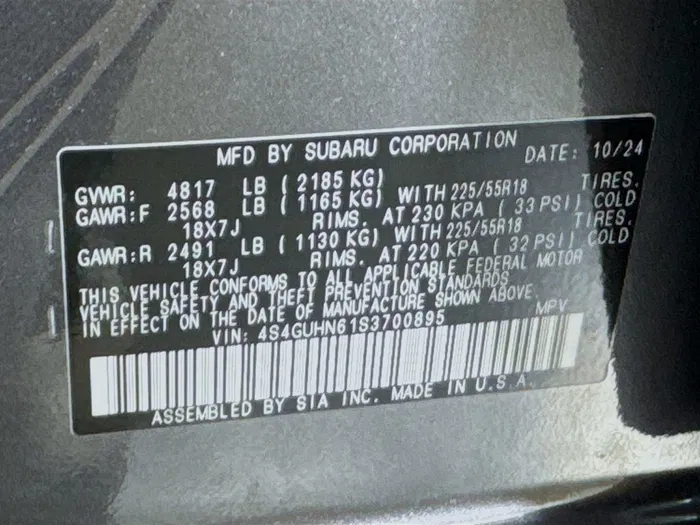 MFD BY SUBARU CORPORATION DATE: 10/24
GVWR: 4817 LB (2185 KG)
GAWR:F 2568 LB (1165 KG) WITH 225/55R18 TIRES,
18X7J RIMS, AT 230 KPA (33 PSI) COLD
GAWR:R 2491 LB (1130 KG) WITH 225/55R18 TIRES,
18X7J RIMS, AT 220 KPA (32 PSI) COLD
THIS VEHICLE CONFORMS TO ALL APPLICABLE FEDERAL MOTOR
VEHICLE SAFETY AND THEFT PREVENTION STANDARDS
IN EFFECT ON THE DATE OF MANUFACTURE SHOWN ABOVE.
VIN: 4S4GUHN61S3700895 MPV
ASSEMBLED BY SIA INC. MADE IN U.S.A.